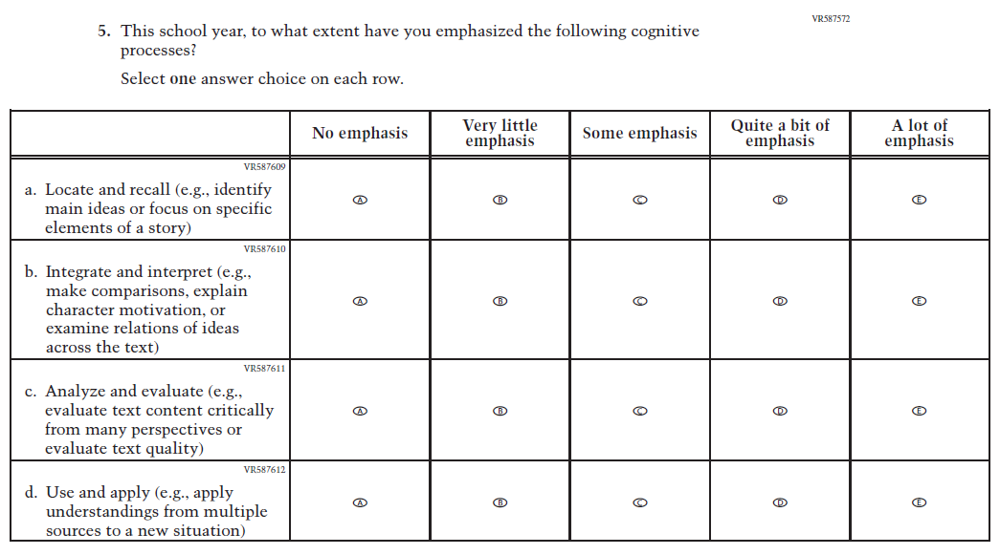 VR587572
5. This school year, to what extent have you emphasized the following cognitive
processes?
Select one answer choice on each row.
No emphasis
Very little
emphasis
Some emphasis
Quite a bit of
emphasis
A lot of
emphasis
VR587609
a. Locate and recall (e.g., identify
main ideas or focus on specific
elements of a story)
A B C D E
VR587610
b. Integrate and interpret (e.g.,
make comparisons, explain
character motivation, or
examine relations of ideas
across the text)
A B C D E
VR587611
c. Analyze and evaluate (e.g.,
evaluate text content critically
from many perspectives or
evaluate text quality)
A B C D E
VR587612
d. Use and apply (e.g., apply
understandings from multiple
sources to a new situation)
A B C D E